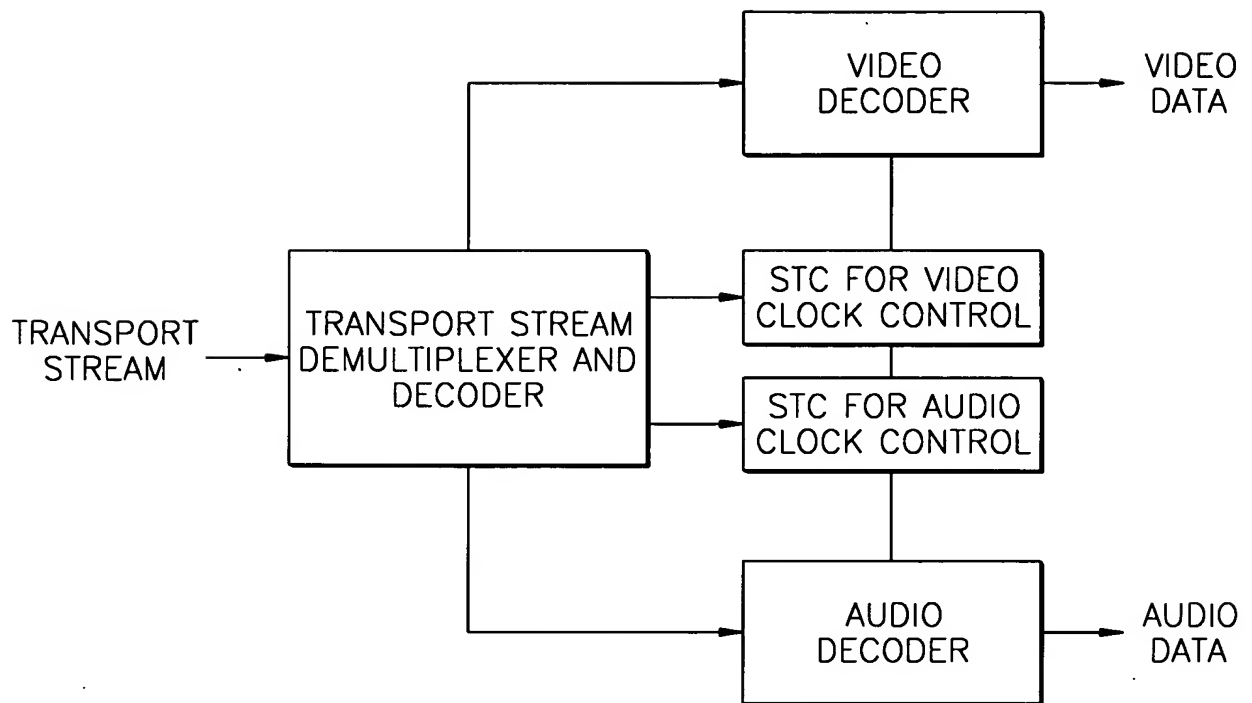 VIDEO
DECODER
VIDEO
DATA
TRANSPORT
STREAM
TRANSPORT STREAM
DEMULTIPLEXER AND
DECODER
STC FOR VIDEO
CLOCK CONTROL
STC FOR AUDIO
CLOCK CONTROL
AUDIO
DECODER
AUDIO
DATA